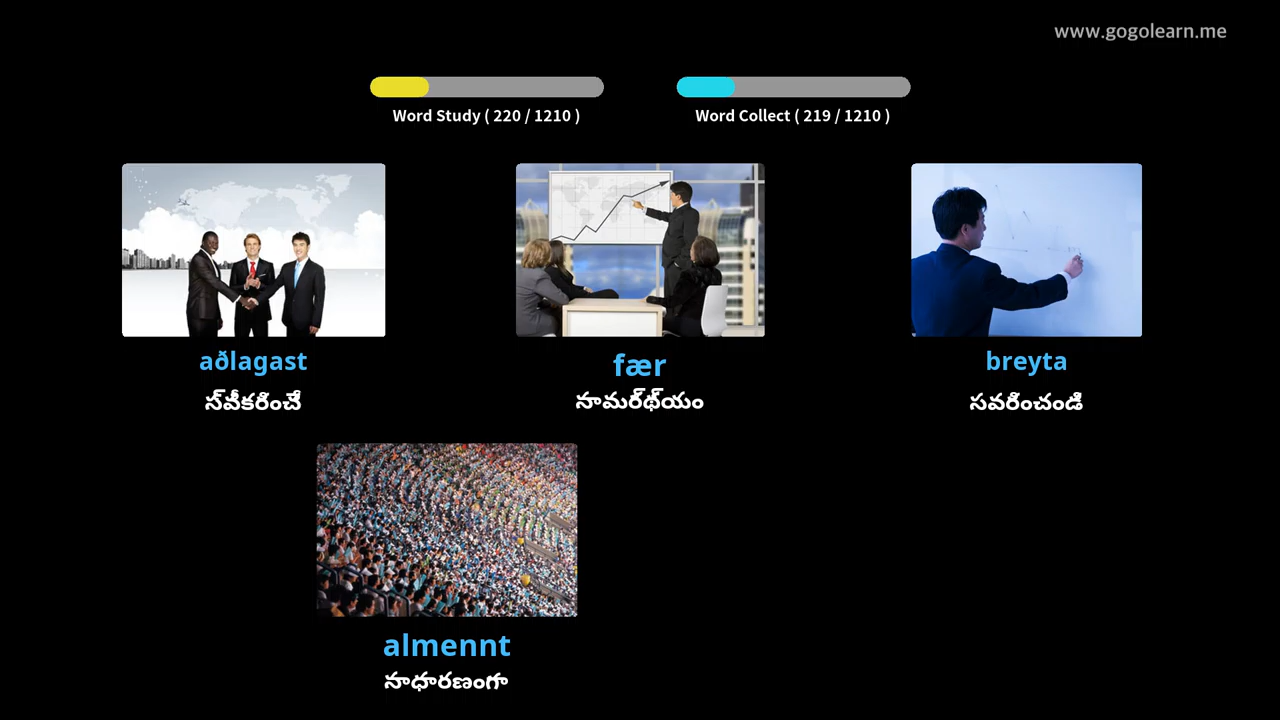 www.gogolearn.me
Word Study ( 220 / 1210 )
Word Collect ( 219 / 1210 )
aðlagast
fær
breyta
స్వీకరించే
సామర్థ్యం
సవరించండి
almennt
సాధారణంగా